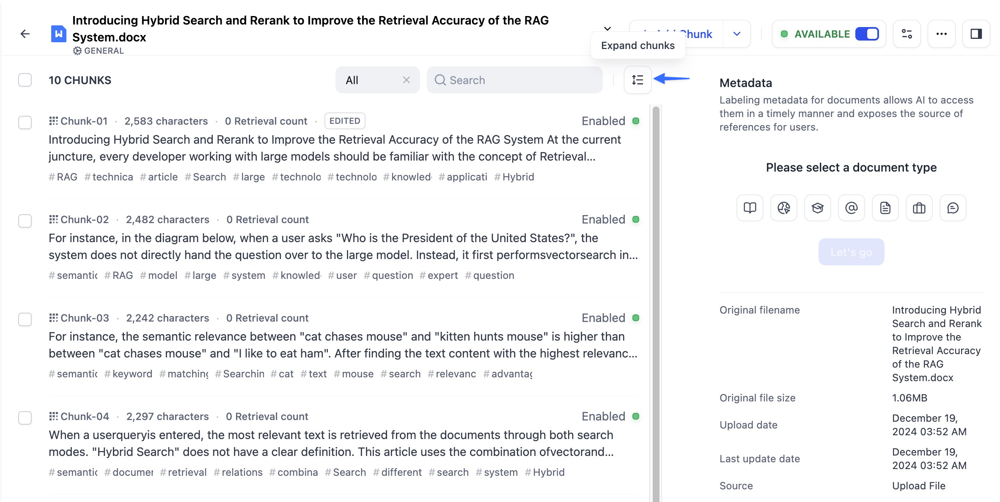 Introducing Hybrid Search and Rerank to Improve the Retrieval Accuracy of the RAG
System.docx
GENERAL
Chunk
AVAILABLE
Expand chunks
10 CHUNKS
All
Search
Chunk-01 · 2,583 characters · 0 Retrieval count · EDITED
Enabled
Introducing Hybrid Search and Rerank to Improve the Retrieval Accuracy of the RAG System At the current
juncture, every developer working with large models should be familiar with the concept of Retrieval...
# RAG # technica # article # Search # large # technolo # technolo # knowled # applicati # Hybrid
Chunk-02 · 2,482 characters · 0 Retrieval count
Enabled
For instance, in the diagram below, when a user asks "Who is the President of the United States?", the
system does not directly hand the question over to the large model. Instead, it first performsvectorsearch in...
# semantic # RAG # model # large # system # knowled # user # question # expert # question
Chunk-03 · 2,242 characters · 0 Retrieval count
Enabled
For instance, the semantic relevance between "cat chases mouse" and "kitten hunts mouse" is higher than
between "cat chases mouse" and "I like to eat ham". After finding the text content with the highest relevanc...
# semantic # keyword # matching # Searchin # cat # text # mouse # search # relevanc # advantag
Chunk-04 · 2,297 characters · 0 Retrieval count
Enabled
When a userqueryis entered, the most relevant text is retrieved from the documents through both search
modes. "Hybrid Search" does not have a clear definition. This article uses the combination ofvectorand...
# semantic # documen # retrieval # relations # combina # Search # different # search # system # Hybrid
Metadata
Labeling metadata for documents allows AI to access
them in a timely manner and exposes the source of
references for users.
Please select a document type
Let's go
Original filename
Introducing Hybrid
Search and Rerank
to Improve the
Retrieval Accuracy
of the RAG
System.docx
Original file size
1.06MB
Upload date
December 19,
2024 03:52 AM
Last update date
December 19,
2024 03:52 AM
Source
Upload File